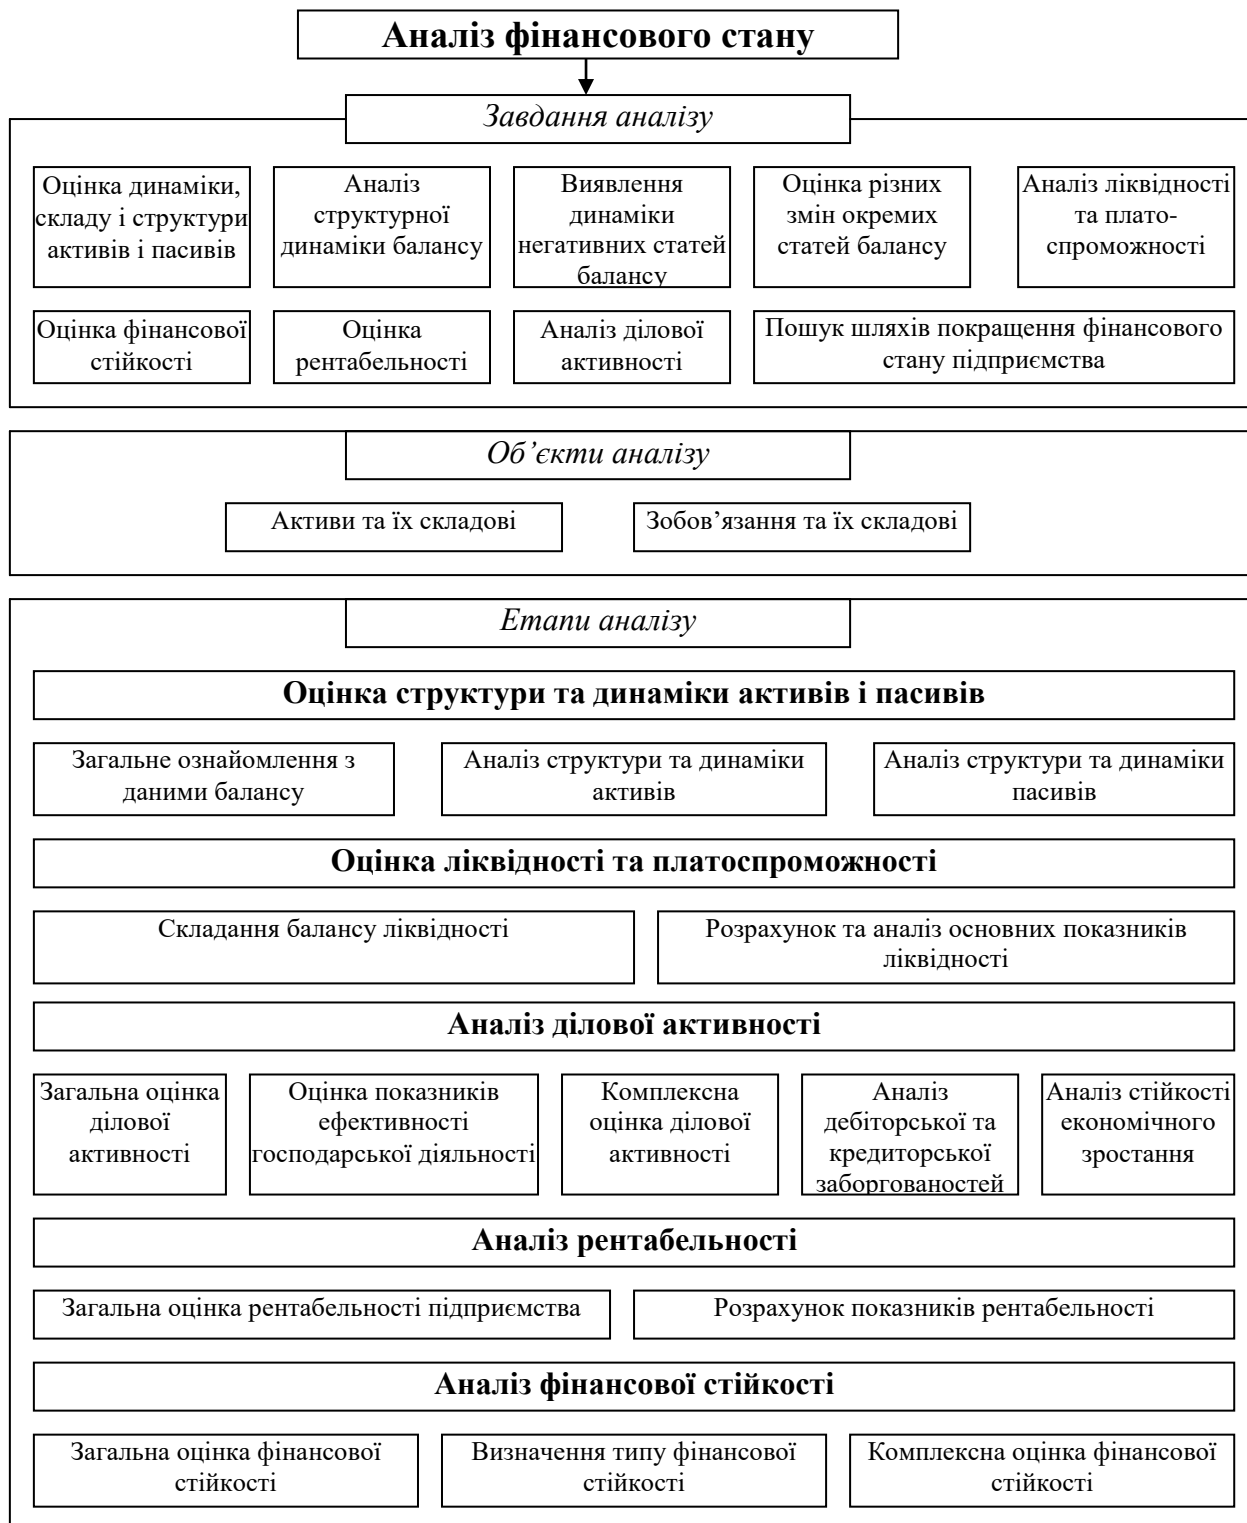 Аналіз фінансового стану
Завдання аналізу
Оцінка динаміки,
складу і структури
активів і пасивів
Аналіз
структурної
динаміки балансу
Виявлення
динаміки
негативних статей
балансу
Оцінка різних
змін окремих
статей балансу
Аналіз ліквідності
та плато-
спроможності
Оцінка фінансової
стійкості
Оцінка
рентабельності
Аналіз ділової
активності
Пошук шляхів покращення фінансового
стану підприємства
Об’єкти аналізу
Активи та їх складові
Зобов’язання та їх складові
Етапи аналізу
Оцінка структури та динаміки активів і пасивів
Загальне ознайомлення з
даними балансу
Аналіз структури та динаміки
активів
Аналіз структури та динаміки
пасивів
Оцінка ліквідності та платоспроможності
Складання балансу ліквідності
Розрахунок та аналіз основних показників
ліквідності
Аналіз ділової активності
Загальна оцінка
ділової
активності
Оцінка показників
ефективності
господарської діяльності
Комплексна
оцінка ділової
активності
Аналіз
дебіторської та
кредиторської
заборгованостей
Аналіз стійкості
економічного
зростання
Аналіз рентабельності
Загальна оцінка рентабельності підприємства
Розрахунок показників рентабельності
Аналіз фінансової стійкості
Загальна оцінка фінансової
стійкості
Визначення типу фінансової
стійкості
Комплексна оцінка фінансової
стійкості